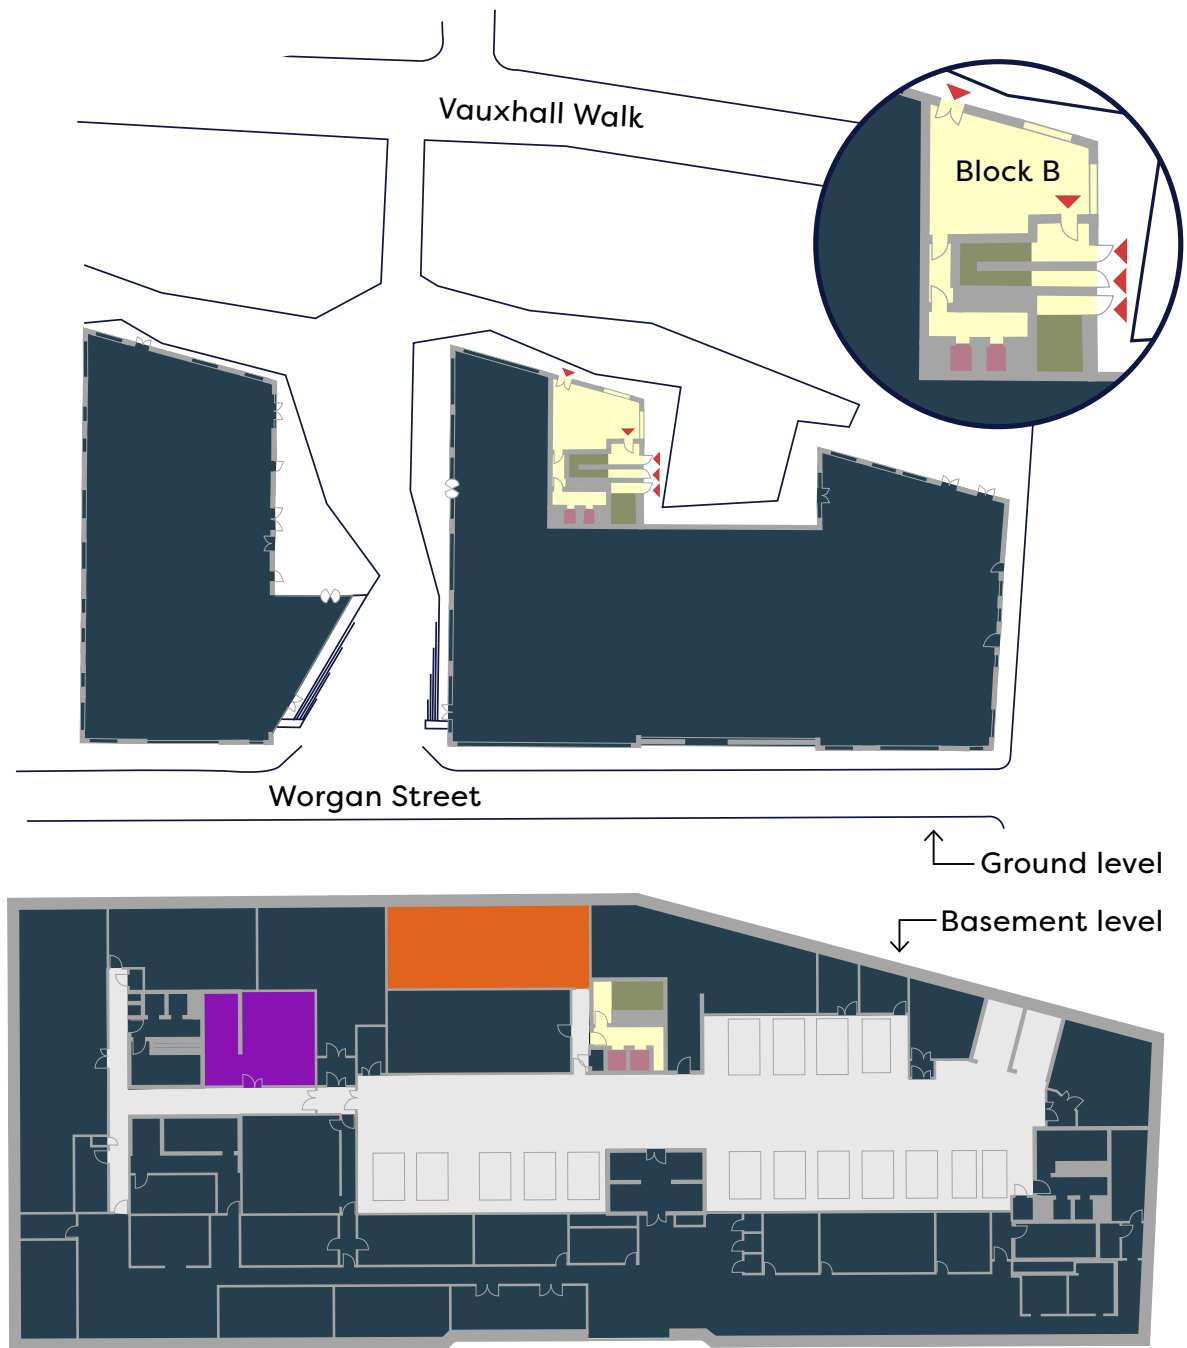 Vauxhall Walk
Block B
Worgan Street
Ground level
Basement level